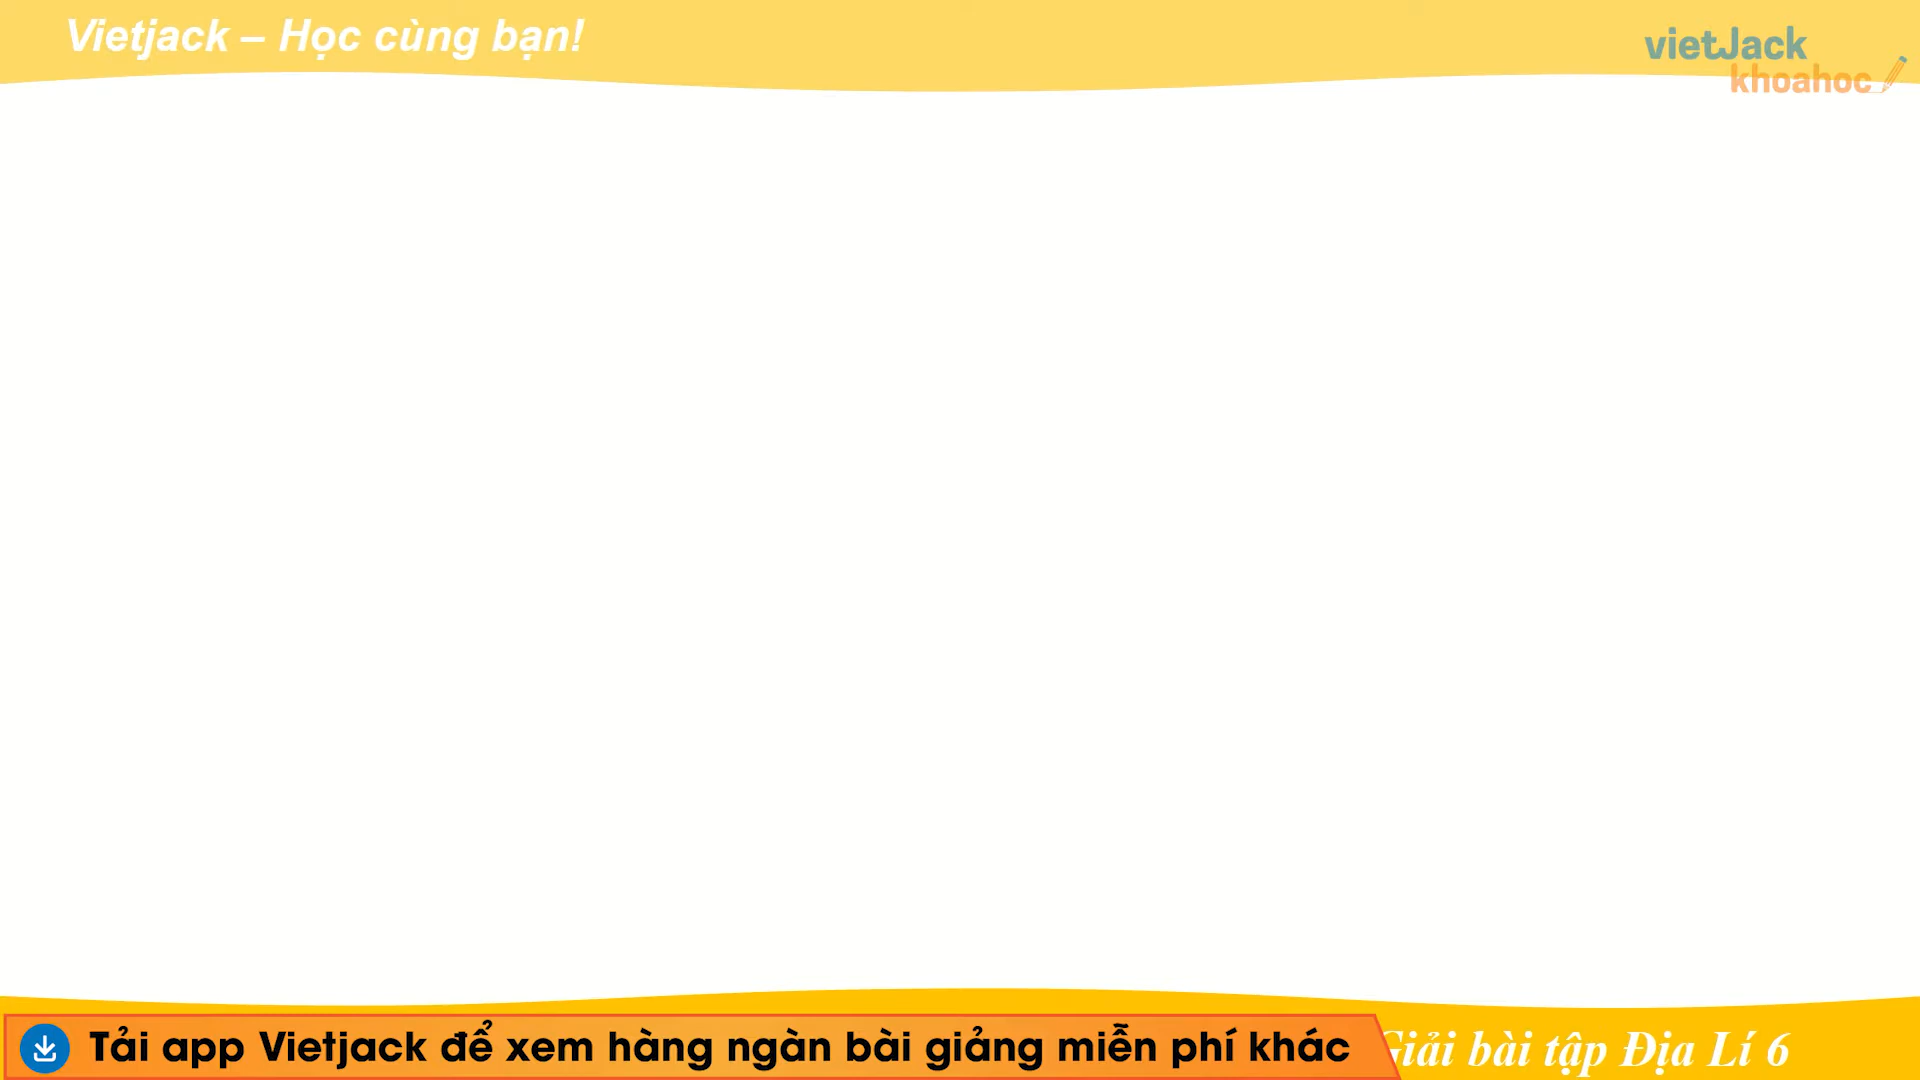 Vietjack – Học cùng bạn!
vietJack
khoahoc
Tải app Vietjack để xem hàng ngàn bài giảng miễn phí khác
Giải bài tập Địa Lí 6